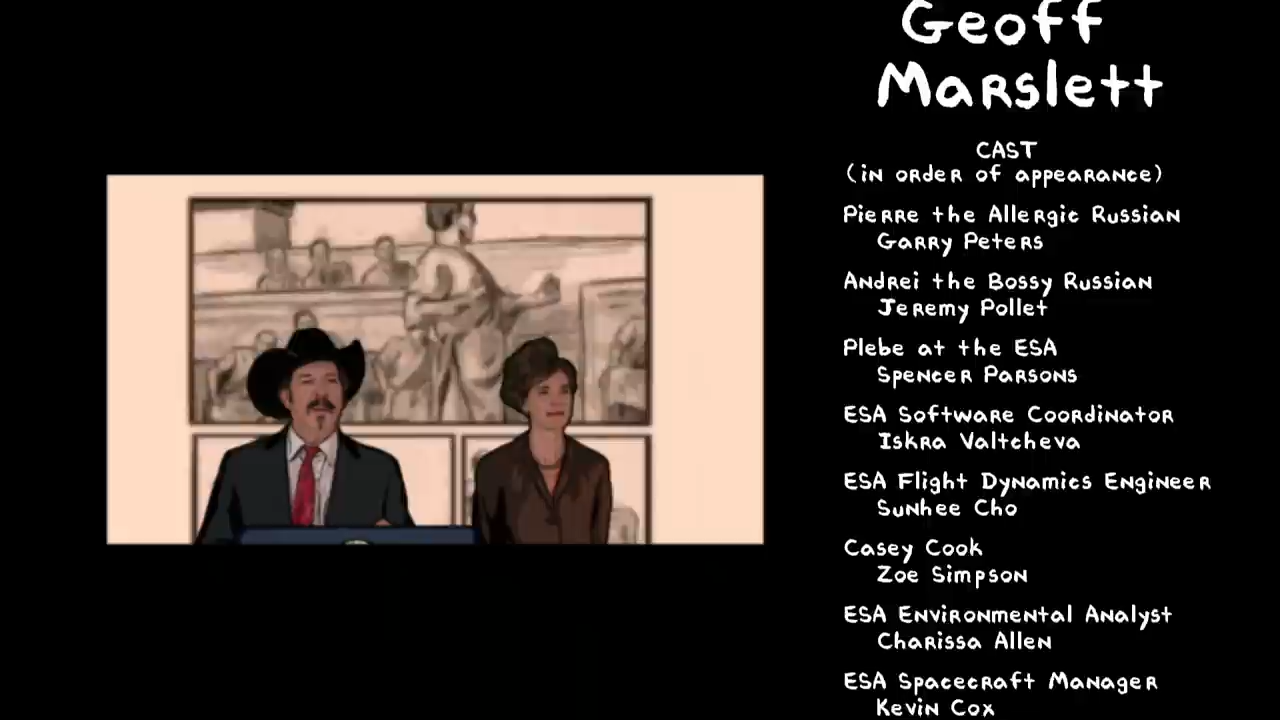 Geoff
Marslett
CAST
(in order of appearance)
Pierre the Allergic Russian
Garry Peters
Andrei the Bossy Russian
Jeremy Pollet
Plebe at the ESA
Spencer Parsons
ESA Software Coordinator
Iskra Valtcheva
ESA Flight Dynamics Engineer
Sunhee Cho
Casey Cook
Zoe Simpson
ESA Environmental Analyst
Charissa Allen
ESA Spacecraft Manager
Kevin Cox